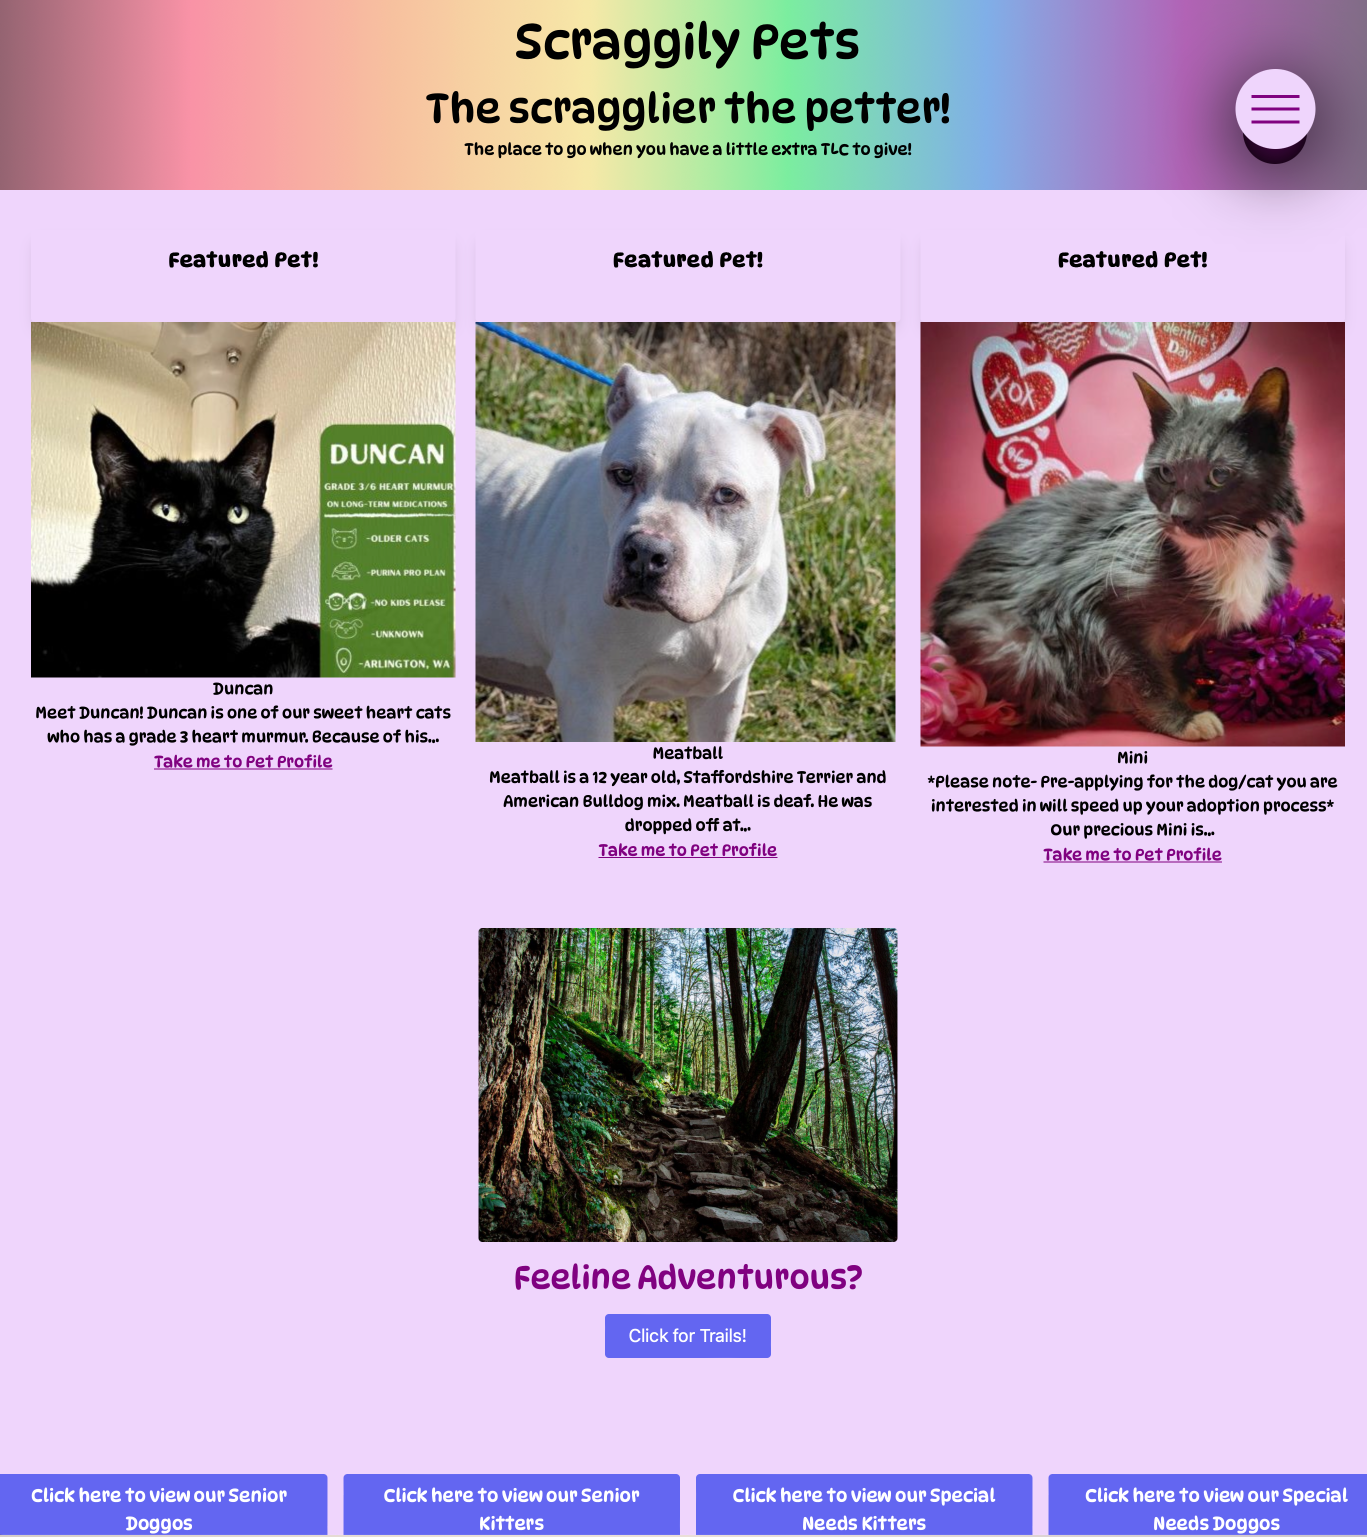 Scraggily Pets
The scragglier the petter!
The place to go when you have a little extra TLC to give!
Featured Pet!
DUNCAN
GRADE 3/6 HEART MURMUR
ON LONG-TERM MEDICATIONS
-OLDER CATS
-PURINA PRO PLAN
-NO KIDS PLEASE
-UNKNOWN
-ARLINGTON, WA
Duncan
Meet Duncan! Duncan is one of our sweet heart cats
who has a grade 3 heart murmur. Because of his...
Take me to Pet Profile
Featured Pet!
Meatball
Meatball is a 12 year old, Staffordshire Terrier and
American Bulldog mix. Meatball is deaf. He was
dropped off at...
Take me to Pet Profile
Featured Pet!
XOX
Day
Mini
*Please note- Pre-applying for the dog/cat you are
interested in will speed up your adoption process*
Our precious Mini is...
Take me to Pet Profile
Feeline Adventurous?
Click for Trails!
Click here to view our Senior
Doggos
Click here to view our Senior
Kitters
Click here to view our Special
Needs Kitters
Click here to view our Special
Needs Doggos